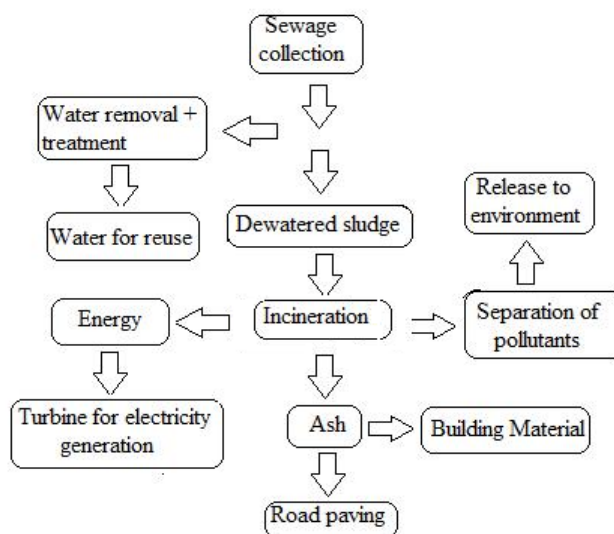 Sewage
collection
Water removal +
treatment
Water for reuse
Dewatered sludge
Release to
environment
Energy
Incineration
Separation of
pollutants
Turbine for electricity
generation
Ash
Building Material
Road paving